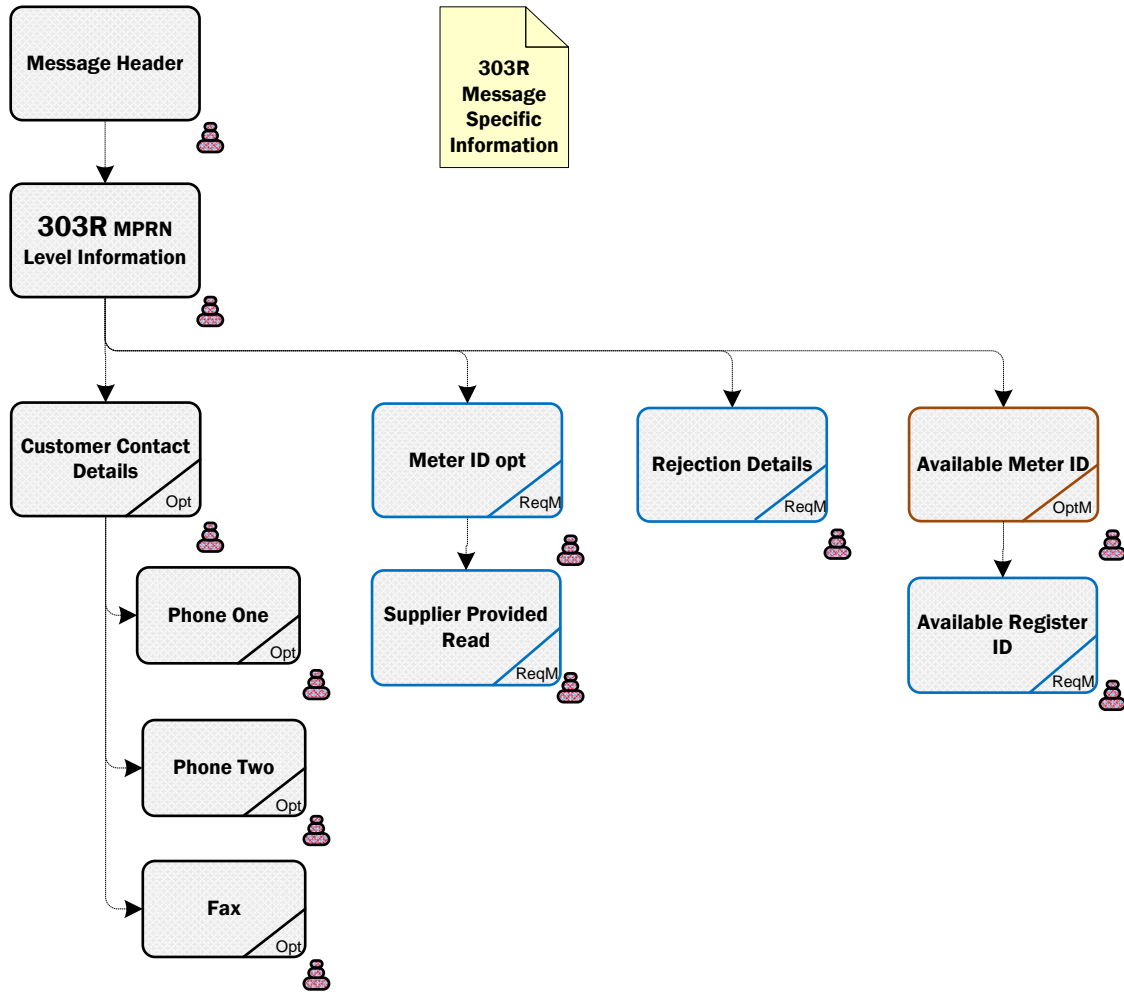 Message Header
303R
Message
Specific
Information
303R MPRN
Level Information
Customer Contact
Details
Opt
Meter ID opt
ReqM
Rejection Details
ReqM
Available Meter ID
OptM
Phone One
Opt
Supplier Provided
Read
ReqM
Available Register
ID
ReqM
Phone Two
Opt
Fax
Opt